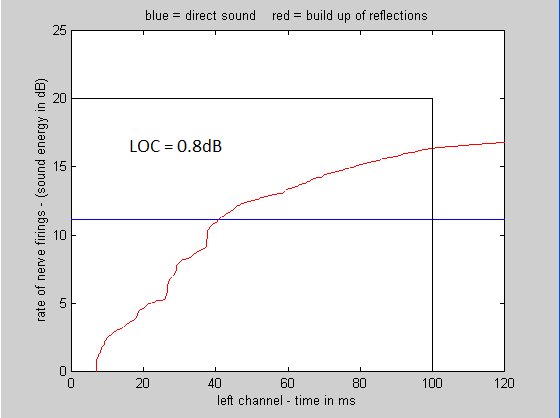 blue = direct sound    red = build up of reflections
25
20
15
10
5
0
LOC = 0.8dB
rate of nerve firings - (sound energy in dB)
0 20 40 60 80 100 120
left channel - time in ms